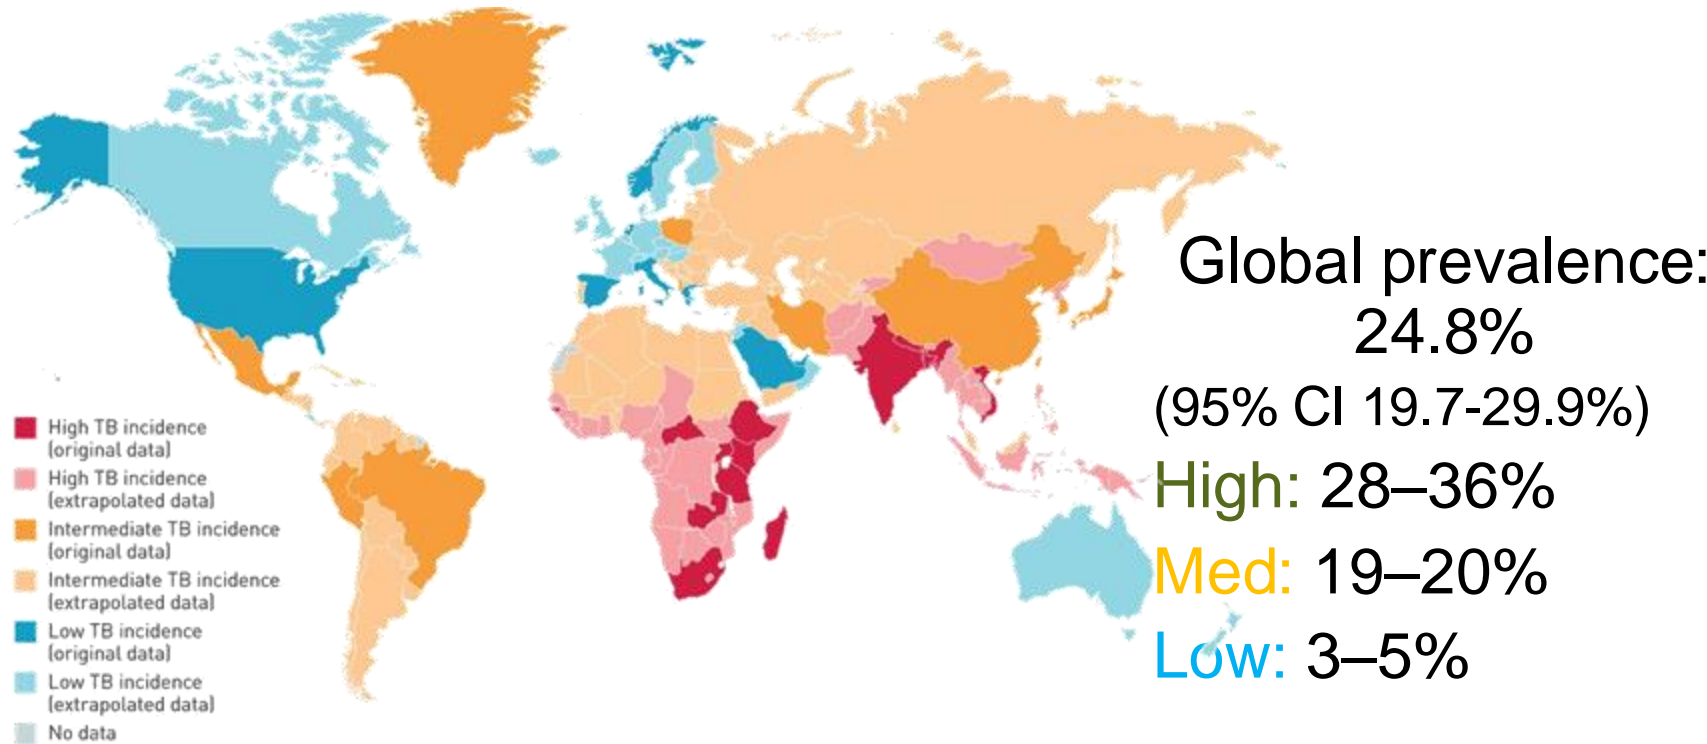 Global prevalence:
24.8%
(95% CI 19.7-29.9%)
High: 28–36%
Med: 19–20%
Low: 3–5%
High TB incidence
(original data)
High TB incidence
(extrapolated data)
Intermediate TB incidence
(original data)
Intermediate TB incidence
(extrapolated data)
Low TB incidence
(original data)
Low TB incidence
(extrapolated data)
No data